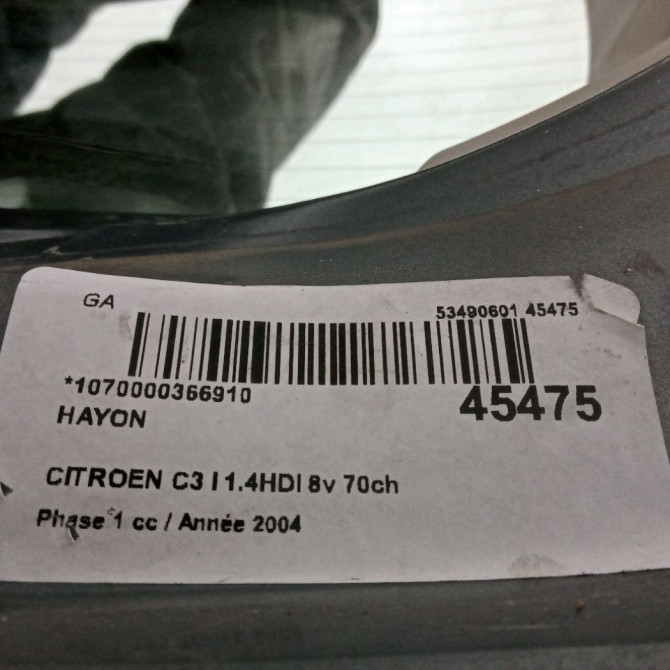 GA
53490601 45475
*1070000366910
45475
HAYON
CITROEN C3 I 1.4HDI 8v 70ch
Phase 1 cc / Année 2004